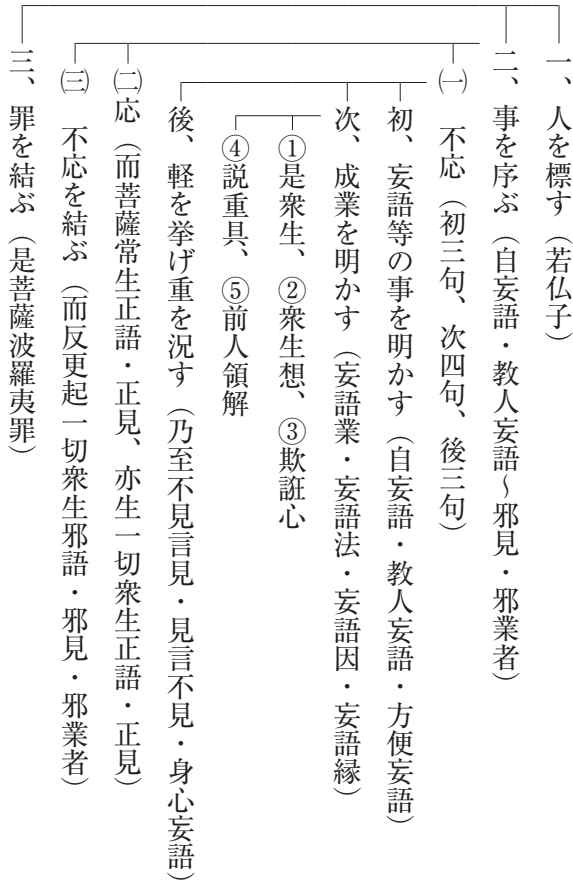 一、人を標す（若仏子）
二、事を序ぶ（自妄語・教人妄語～邪見・邪業者）
㈠　不応（初三句、次四句、後三句）
初、妄語等の事を明かす（自妄語・教人妄語・方便妄語）
次、成業を明かす（妄語業・妄語法・妄語因・妄語縁）
①是衆生、②衆生想、③欺誑心
④説重具、⑤前人領解
後、軽を挙げ重を況す（乃至不見言見・見言不見・身心妄語）
㈡応（而菩薩常生正語・正見、亦生一切衆生正語・正見）
㈢　不応を結ぶ（而反更起一切衆生邪語・邪見・邪業者）
三、罪を結ぶ（是菩薩波羅夷罪）